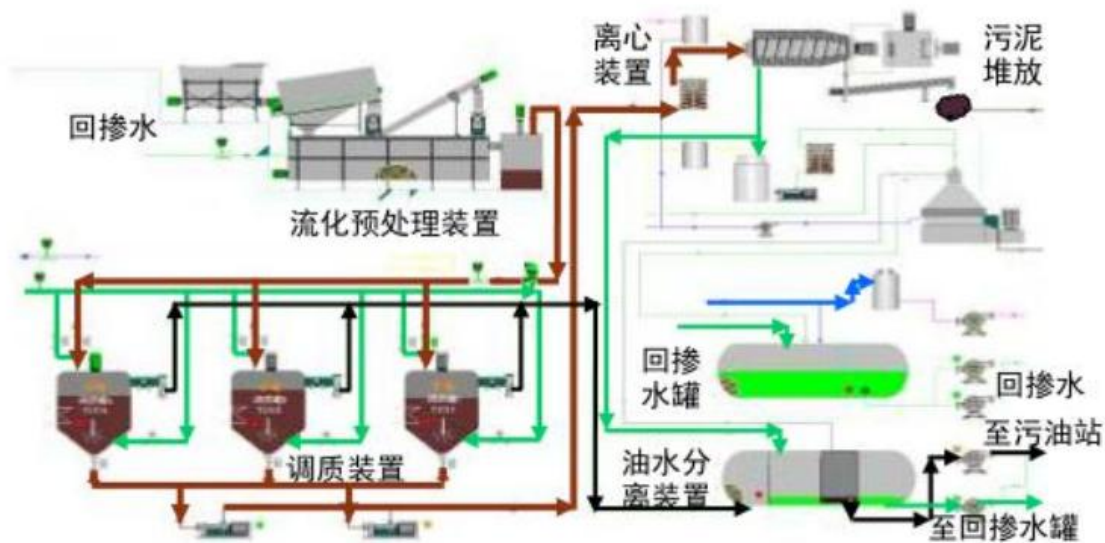 离心
装置
污泥
堆放
回掺水
流化预处理装置
回掺
水罐
回掺水
至污油站
调质装置
油水分
离装置
至回掺水罐